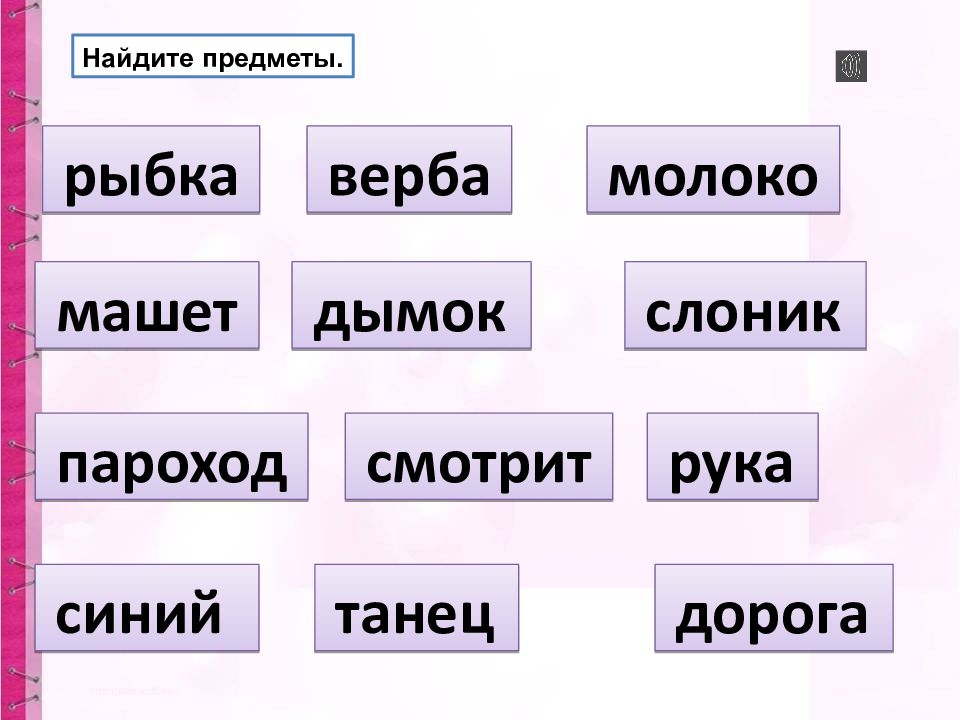 Найдите предметы.
рыбка верба молоко
машет дымок слоник
пароход смотрит рука
синий танец дорога